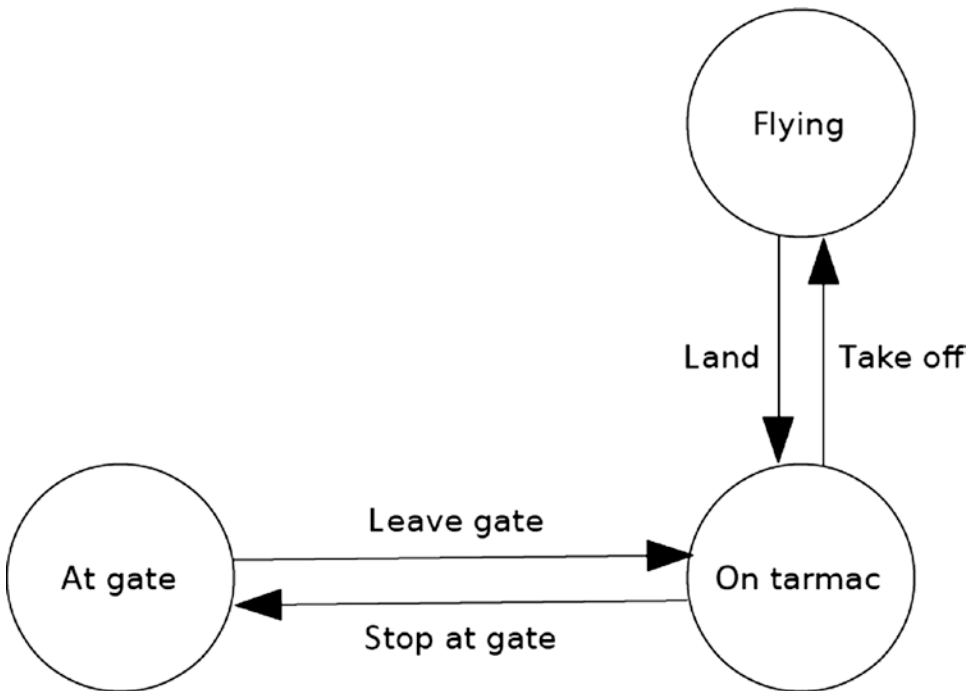 Flying
Land
Take off
Leave gate
At gate
On tarmac
Stop at gate